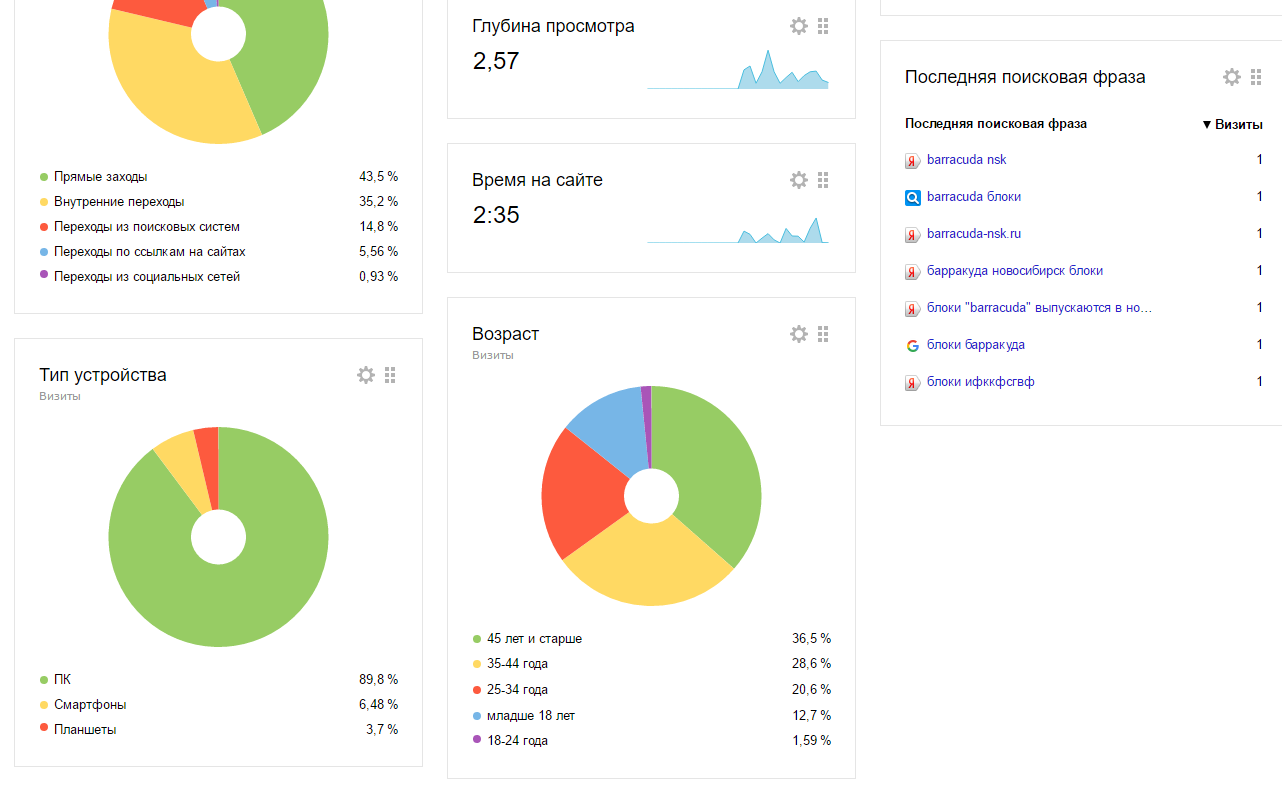 Прямые заходы 43,5 %
Внутренние переходы 35,2 %
Переходы из поисковых систем 14,8 %
Переходы по ссылкам на сайтах 5,56 %
Переходы из социальных сетей 0,93 %
Тип устройства
Визиты
ПК 89,8 %
Смартфоны 6,48 %
Планшеты 3,7 %
Глубина просмотра
2,57
Время на сайте
2:35
Возраст
Визиты
45 лет и старше 36,5 %
35-44 года 28,6 %
25-34 года 20,6 %
младше 18 лет 12,7 %
18-24 года 1,59 %
Последняя поисковая фраза
Последняя поисковая фраза ▼ Визиты
Я barracuda nsk 1
barracuda блоки 1
Я barracuda-nsk.ru 1
Я барракуда новосибирск блоки 1
Я блоки "barracuda" выпускаются в но… 1
G блоки барракуда 1
Я блоки ифккфсгвф 1